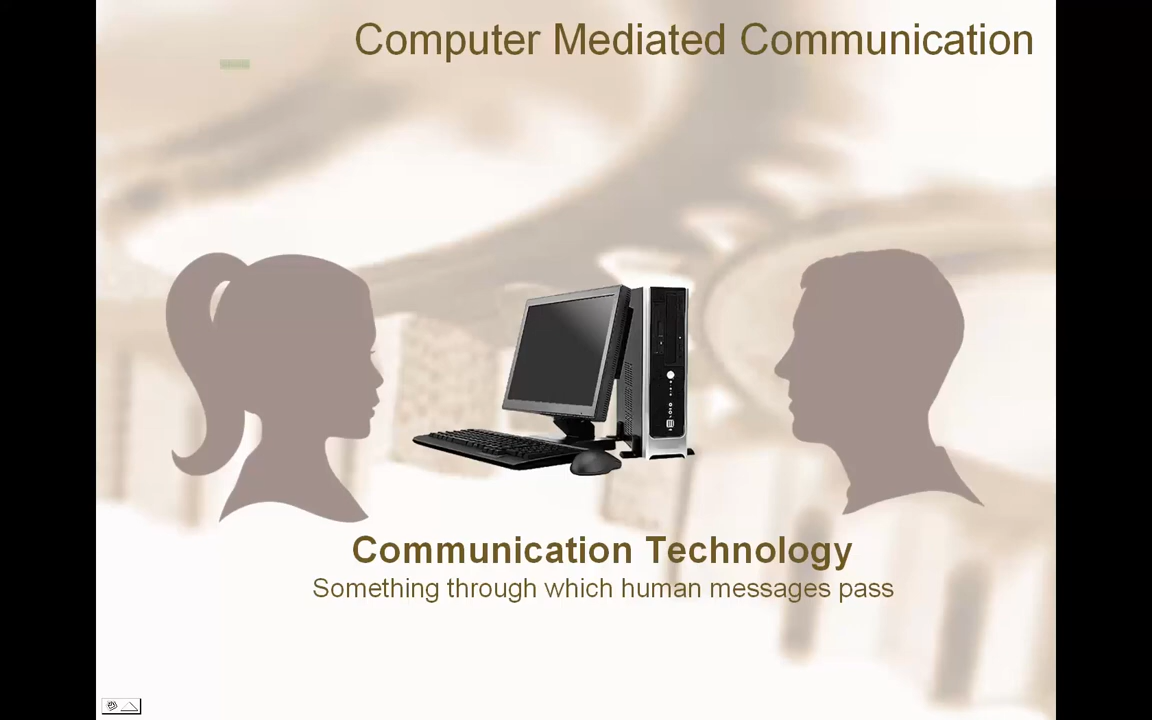 Computer Mediated Communication
Communication Technology
Something through which human messages pass